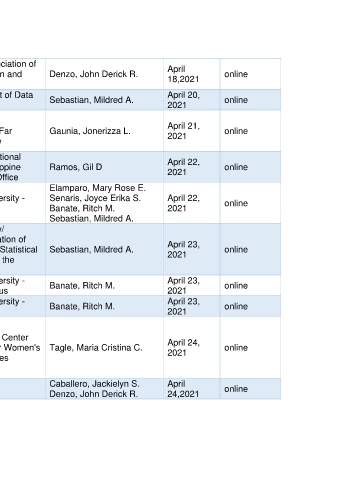 ciation of
n and
Denzo, John Derick R.
April
18,2021
online
t of Data
Sebastian, Mildred A.
April 20,
2021
online
Far
Gaunia, Jonerizza L.
April 21,
2021
online
tional
ppine
Office
Ramos, Gil D
April 22,
2021
online
ersity -
Elamparo, Mary Rose E.
Senaris, Joyce Erika S.
Banate, Ritch M.
Sebastian, Mildred A.
April 22,
2021
online
y/
ation of
Statistical
the
Sebastian, Mildred A.
April 23,
2021
online
ersity -
us
Banate, Ritch M.
April 23,
2021
online
ersity -
Banate, Ritch M.
April 23,
2021
online
Center
r Women's
es
Tagle, Maria Cristina C.
April 24,
2021
online
Caballero, Jackielyn S.
Denzo, John Derick R.
April
24,2021
online